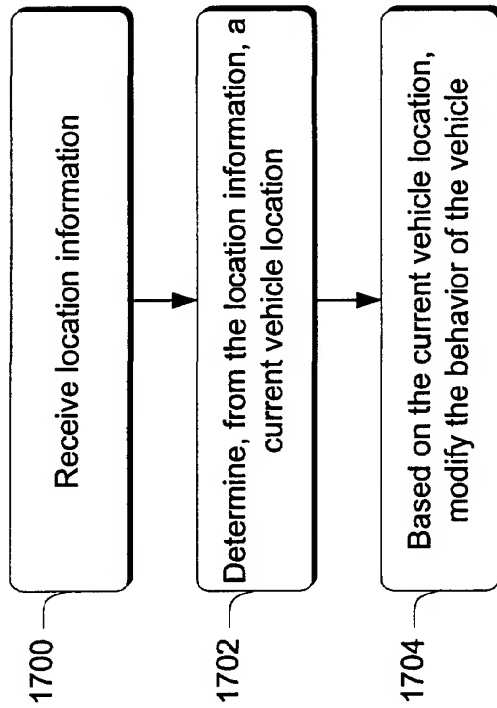 1700
Receive location information
1702
Determine, from the location information, a
current vehicle location
1704
Based on the current vehicle location,
modify the behavior of the vehicle